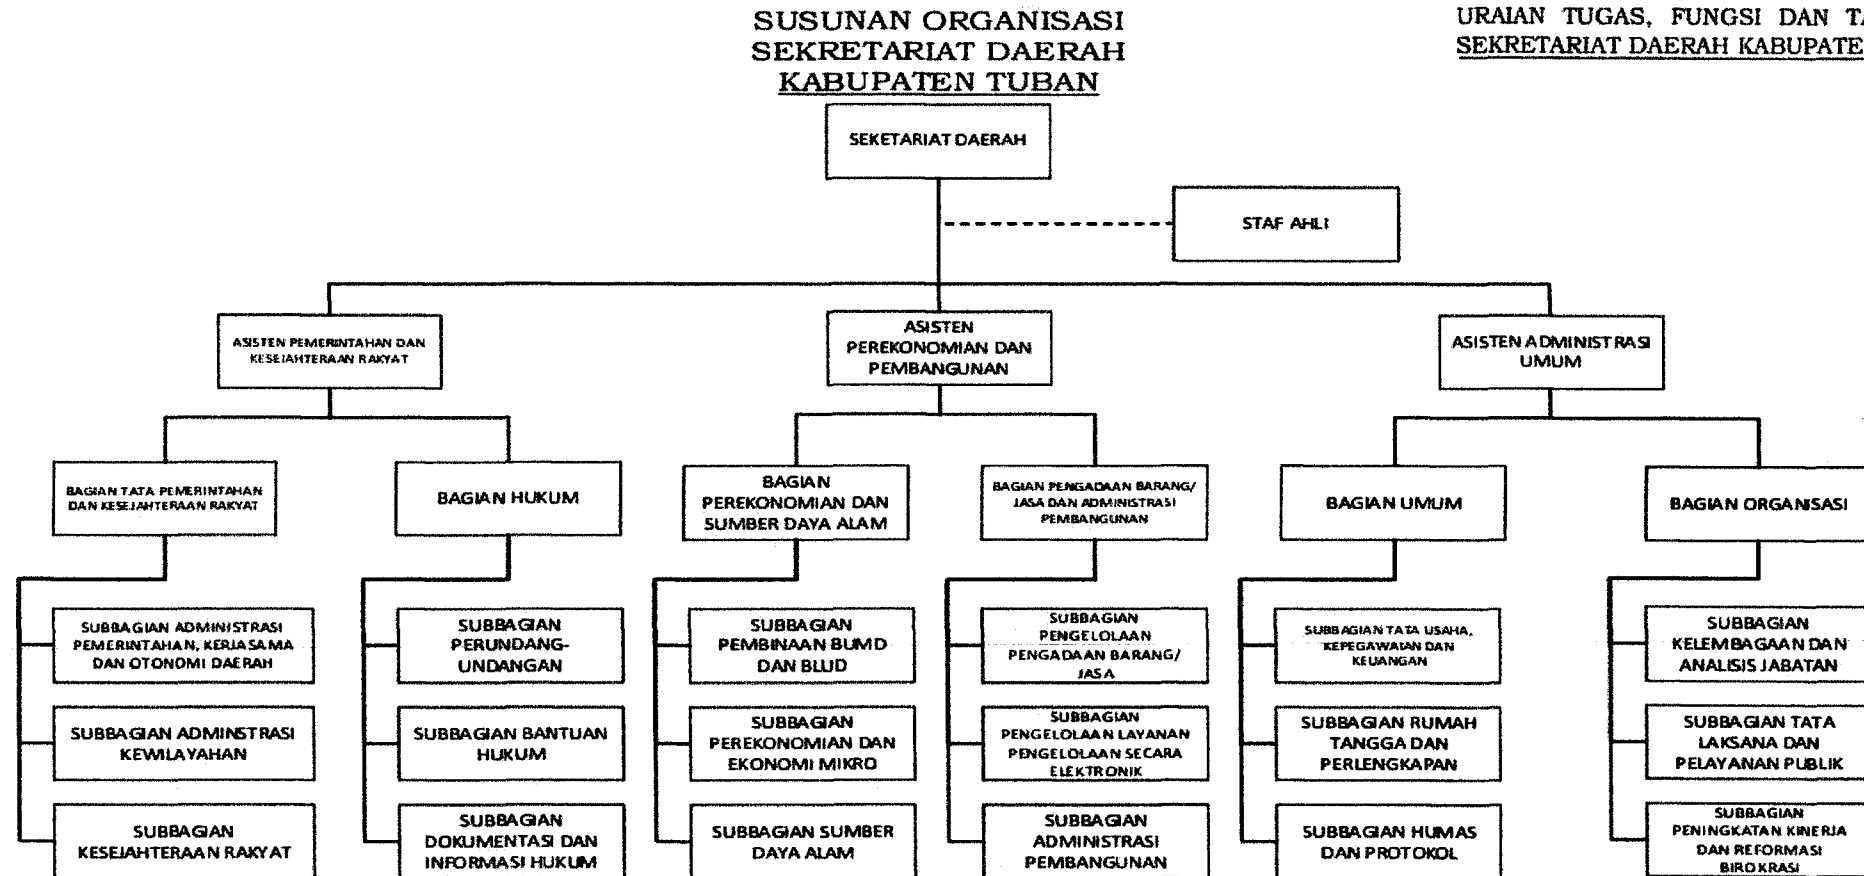 SUSUNAN ORGANISASI
SEKRETARIAT DAERAH
KABUPATEN TUBAN
URAIAN TUGAS, FUNGSI DAN
SEKRETARIAT DAERAH
SEKETARIAT DAERAH
STAF AHLI
ASISTEN PEMERINTAHAN DAN
KESEJAHTERAAN RAKYAT
ASISTEN
PEREKONOMIAN DAN
PEMBANGUNAN
ASISTEN ADMINISTRASI
UMUM
BAGIAN TATA PEMERINTAHAN
DAN KESEJAHTERAAN RAKYAT
BAGIAN HUKUM
BAGIAN
PEREKONOMIAN DAN
SUMBER DAYA ALAM
BAGIAN PENGADAAN BARANG/
JASA DAN ADMINISTRASI
PEMBANGUNAN
BAGIAN UMUM
BAGIAN ORGANISASI
SUBBAGIAN ADMINISTRASI
PEMERINTAHAN, KERJASAMA
DAN OTONOMI DAERAH
SUBBAGIAN
PERUNDANG-
UNDANGAN
SUBBAGIAN
PEMBINAAN BUMD
DAN BLUD
SUBBAGIAN
PENGELOLAAN
PENGADAAN BARANG/
JASA
SUBBAGIAN TATA USAHA,
KEPEGAWAIAN DAN
KEUANGAN
SUBBAGIAN
KELEMBAGAAN DAN
ANALISIS JABATAN
SUBBAGIAN ADMINSTRASI
KEWILAYAHAN
SUBBAGIAN BANTUAN
HUKUM
SUBBAGIAN
PEREKONOMIAN DAN
EKONOMI MIKRO
SUBBAGIAN
PENGELOLAAN LAYANAN
PENGELOLAAN SECARA
ELEKTRONIK
SUBBAGIAN RUMAH
TANGGA DAN
PERLENGKAPAN
SUBBAGIAN TATA
LAKSANA DAN
PELAYANAN PUBLIK
SUBBAGIAN
KESEJAHTERAAN RAKYAT
SUBBAGIAN
DOKUMENTASI DAN
INFORMASI HUKUM
SUBBAGIAN SUMBER
DAYA ALAM
SUBBAGIAN
ADMINISTRASI
PEMBANGUNAN
SUBBAGIAN HUMAS
DAN PROTOKOL
SUBBAGIAN
PENINGKATAN KINERJA
DAN REFORMASI
BIROKRASI